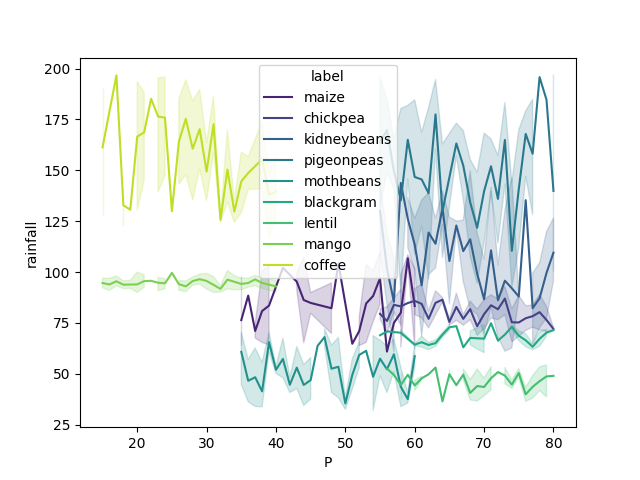 200
175
150
125
100
75
50
25
rainfall
label
maize
chickpea
kidneybeans
pigeonpeas
mothbeans
blackgram
lentil
mango
coffee
20 30 40 50 60 70 80
P